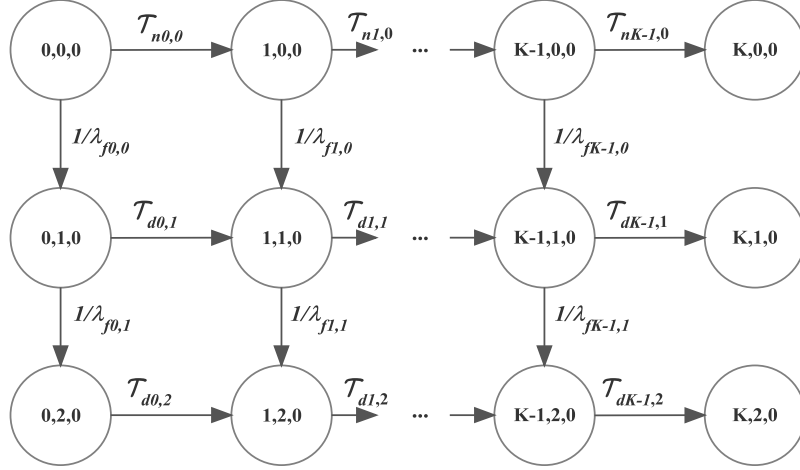 𝒯n0,0 𝒯n1,0 𝒯nK-1,0
0,0,0 1,0,0 ... K-1,0,0 K,0,0
1/λf0,0 1/λf1,0 1/λfK-1,0
𝒯d0,1 𝒯d1,1 𝒯dK-1,1
0,1,0 1,1,0 ... K-1,1,0 K,1,0
1/λf0,1 1/λf1,1 1/λfK-1,1
𝒯d0,2 𝒯d1,2 𝒯dK-1,2
0,2,0 1,2,0 ... K-1,2,0 K,2,0